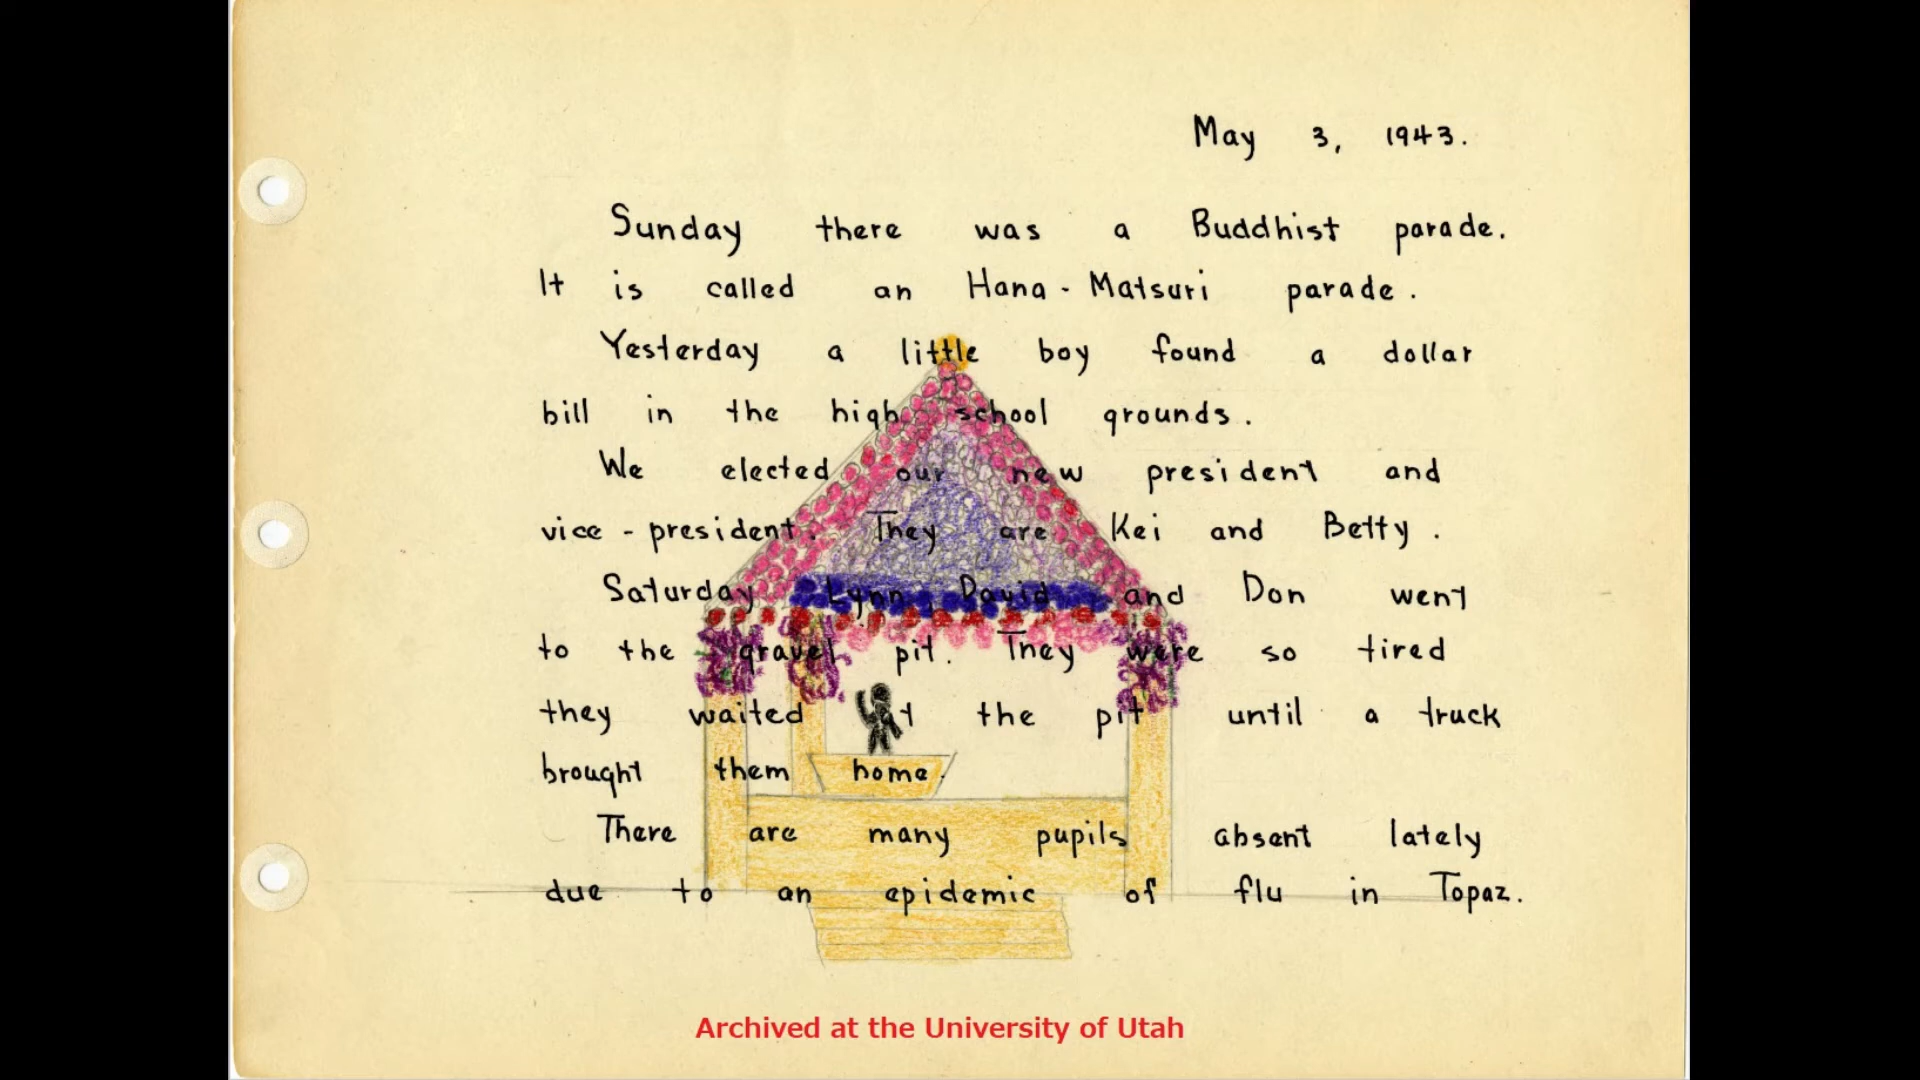 May 3, 1943.
Sunday there was a Buddhist parade.
It is called an Hana-Matsuri parade.
Yesterday a little boy found a dollar
bill in the high school grounds.
We elected our new president and
vice-president. They are Kei and Betty.
Saturday Lynn, David and Don went
to the gravel pit. They were so tired
they waited at the pit until a truck
brought them home.
There are many pupils absent lately
due to an epidemic of flu in Topaz.
Archived at the University of Utah